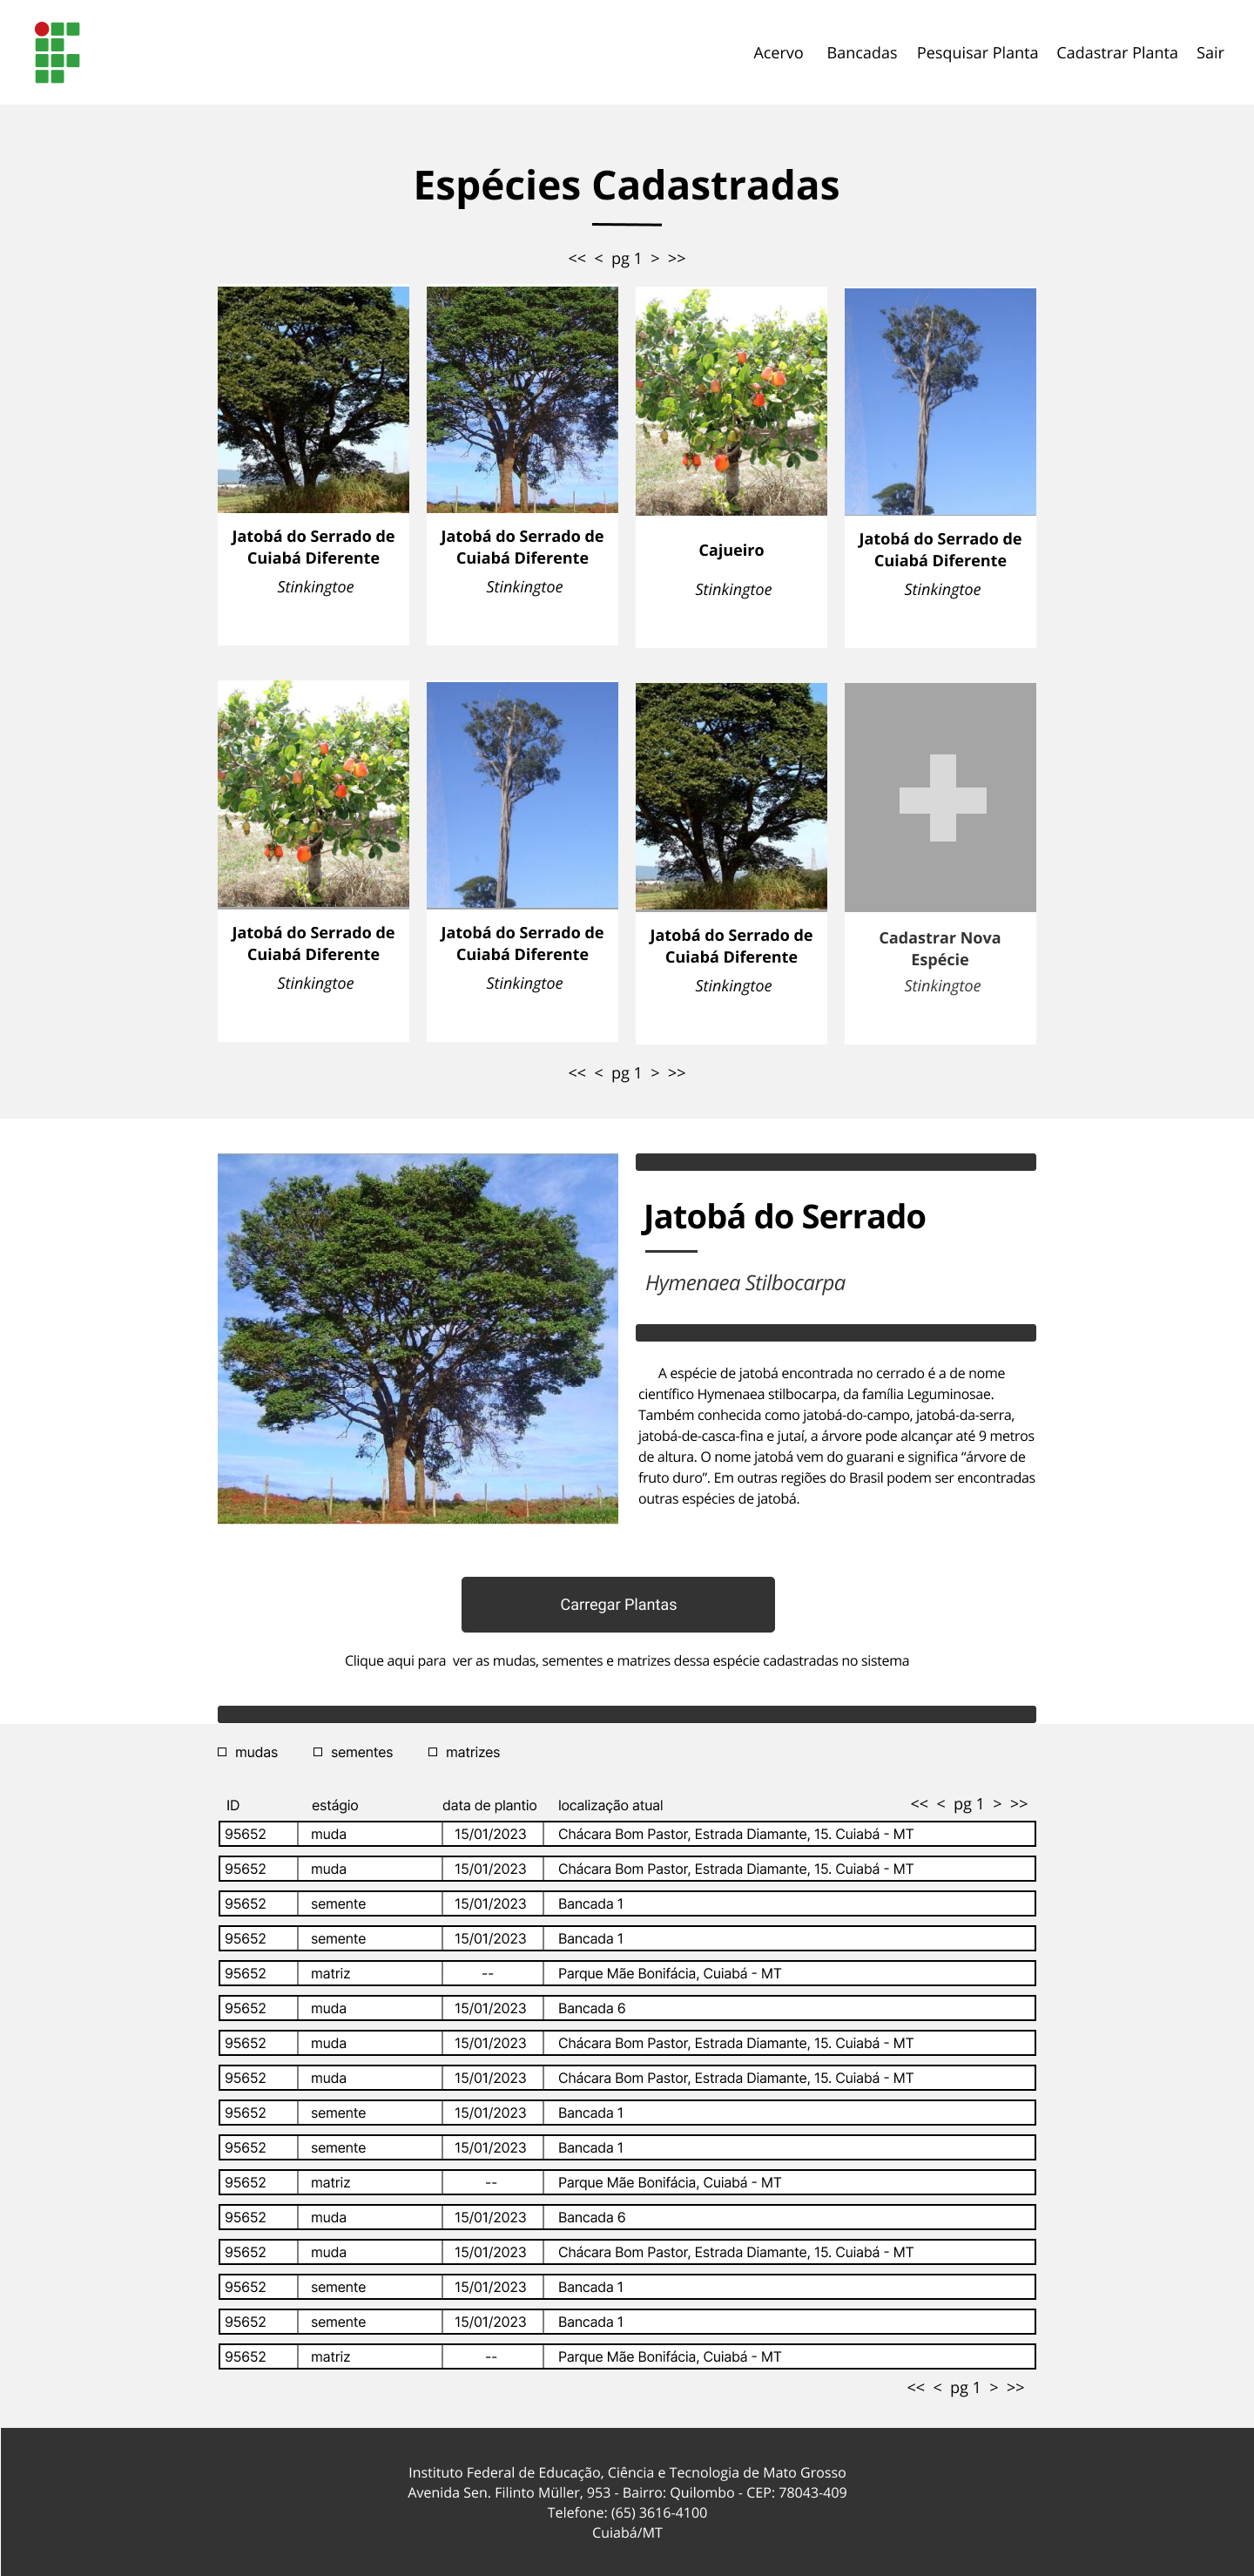 Acervo Bancadas Pesquisar Planta Cadastrar Planta Sair
Espécies Cadastradas
<< < pg 1 > >>
Jatobá do Serrado de
Cuiabá Diferente
Stinkingtoe
Jatobá do Serrado de
Cuiabá Diferente
Stinkingtoe
Cajueiro
Stinkingtoe
Jatobá do Serrado de
Cuiabá Diferente
Stinkingtoe
Jatobá do Serrado de
Cuiabá Diferente
Stinkingtoe
Jatobá do Serrado de
Cuiabá Diferente
Stinkingtoe
Jatobá do Serrado de
Cuiabá Diferente
Stinkingtoe
Cadastrar Nova
Espécie
Stinkingtoe
<< < pg 1 > >>
Jatobá do Serrado
Hymenaea Stilbocarpa
A espécie de jatobá encontrada no cerrado é a de nome
científico Hymenaea stilbocarpa, da família Leguminosae.
Também conhecida como jatobá-do-campo, jatobá-da-serra,
jatobá-de-casca-fina e jutaí, a árvore pode alcançar até 9 metros
de altura. O nome jatobá vem do guarani e significa “árvore de
fruto duro”. Em outras regiões do Brasil podem ser encontradas
outras espécies de jatobá.
Carregar Plantas
Clique aqui para ver as mudas, sementes e matrizes dessa espécie cadastradas no sistema
mudas sementes matrizes
ID estágio data de plantio localização atual << < pg 1 > >>
95652 muda 15/01/2023 Chácara Bom Pastor, Estrada Diamante, 15. Cuiabá - MT
95652 muda 15/01/2023 Chácara Bom Pastor, Estrada Diamante, 15. Cuiabá - MT
95652 semente 15/01/2023 Bancada 1
95652 semente 15/01/2023 Bancada 1
95652 matriz -- Parque Mãe Bonifácia, Cuiabá - MT
95652 muda 15/01/2023 Bancada 6
95652 muda 15/01/2023 Chácara Bom Pastor, Estrada Diamante, 15. Cuiabá - MT
95652 muda 15/01/2023 Chácara Bom Pastor, Estrada Diamante, 15. Cuiabá - MT
95652 semente 15/01/2023 Bancada 1
95652 semente 15/01/2023 Bancada 1
95652 matriz -- Parque Mãe Bonifácia, Cuiabá - MT
95652 muda 15/01/2023 Bancada 6
95652 muda 15/01/2023 Chácara Bom Pastor, Estrada Diamante, 15. Cuiabá - MT
95652 semente 15/01/2023 Bancada 1
95652 semente 15/01/2023 Bancada 1
95652 matriz -- Parque Mãe Bonifácia, Cuiabá - MT
<< < pg 1 > >>
Instituto Federal de Educação, Ciência e Tecnologia de Mato Grosso
Avenida Sen. Filinto Müller, 953 - Bairro: Quilombo - CEP: 78043-409
Telefone: (65) 3616-4100
Cuiabá/MT